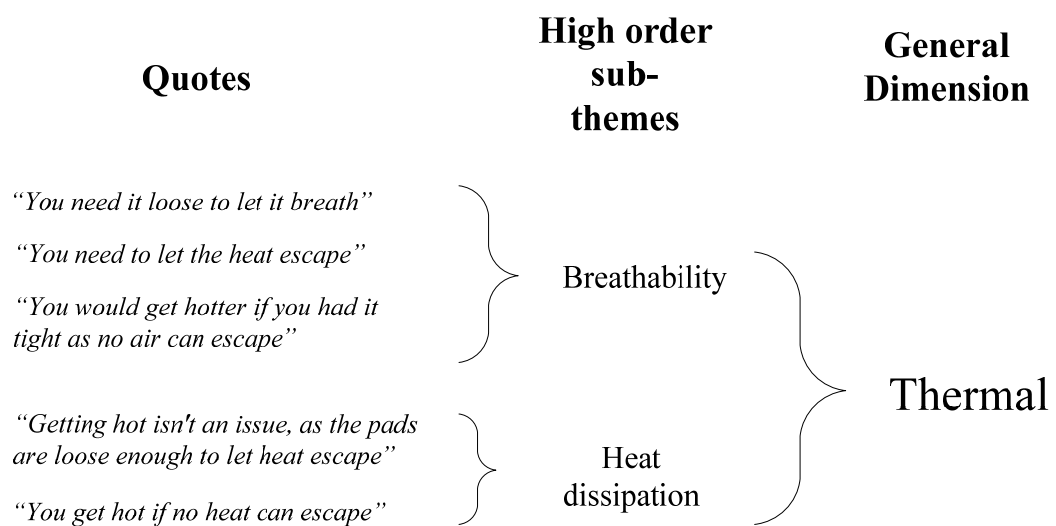 Quotes
High order
sub-
themes
General
Dimension
“You need it loose to let it breath”
“You need to let the heat escape”
“You would get hotter if you had it
tight as no air can escape”
Breathability
“Getting hot isn't an issue, as the pads
are loose enough to let heat escape”
“You get hot if no heat can escape”
Heat
dissipation
Thermal